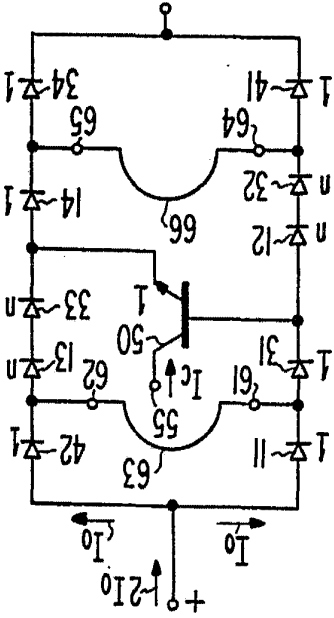 +
2I₀
I₀ I₀
63
1 11 42 1
55
61 I_C 62
1 31 50 13 n
1 33 n
n 12
n 32 66 14 1
64 65
1 41 34 1